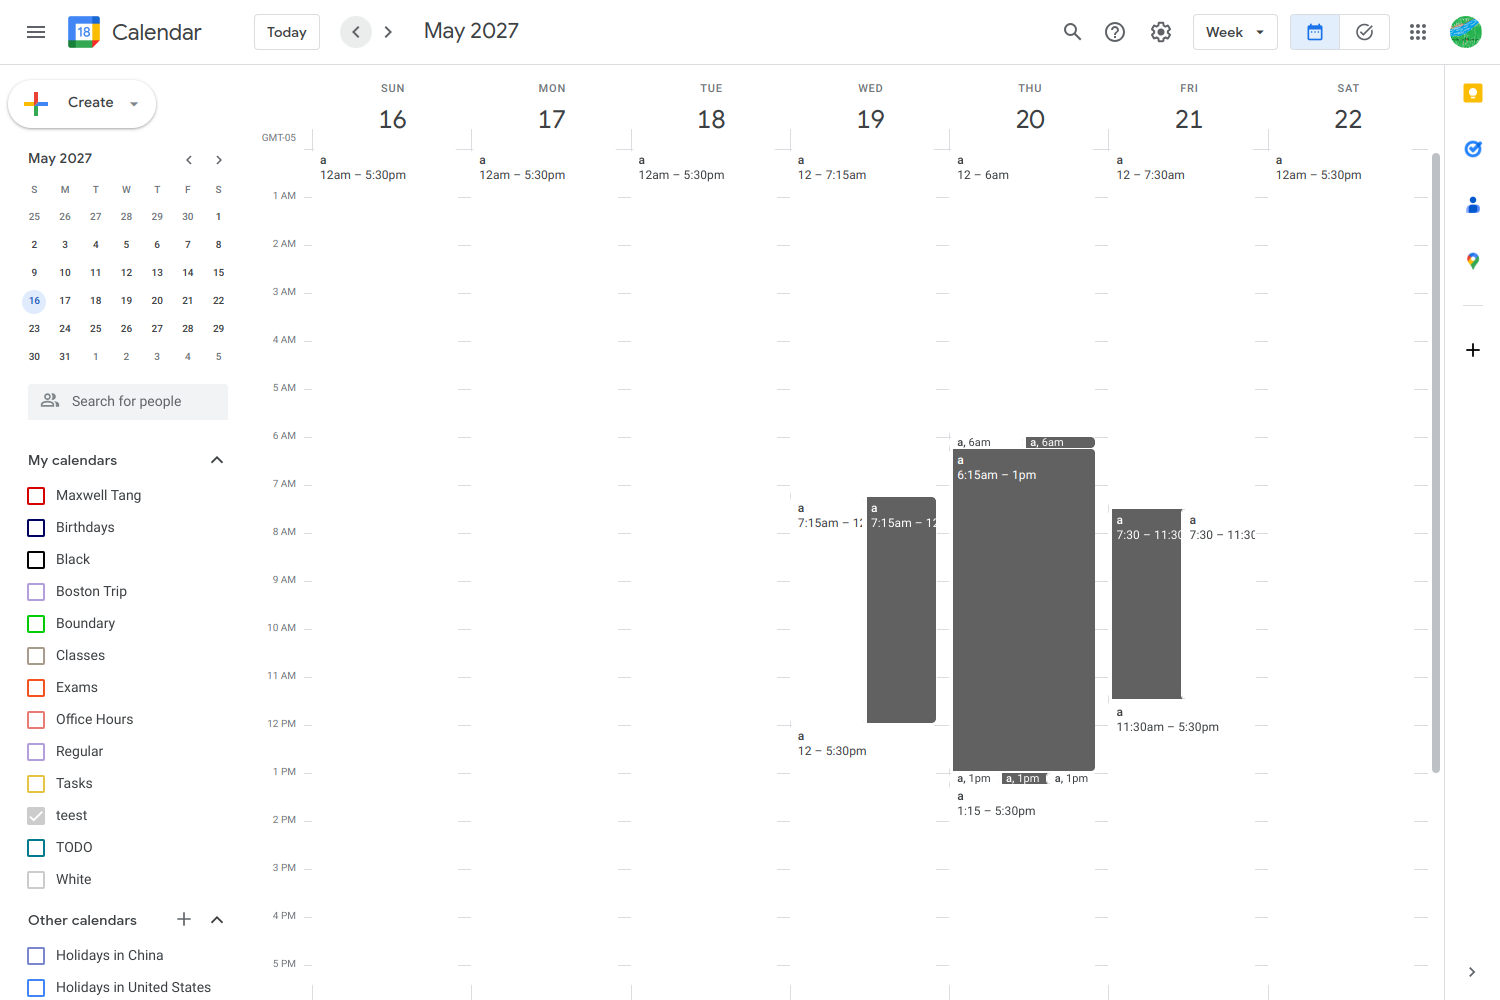 18 Calendar Today May 2027 Week
Create
SUN MON TUE WED THU FRI SAT
16 17 18 19 20 21 22
GMT-05
May 2027
S M T W T F S
25 26 27 28 29 30 1
2 3 4 5 6 7 8
9 10 11 12 13 14 15
16 17 18 19 20 21 22
23 24 25 26 27 28 29
30 31 1 2 3 4 5
Search for people
My calendars
Maxwell Tang
Birthdays
Black
Boston Trip
Boundary
Classes
Exams
Office Hours
Regular
Tasks
teest
TODO
White
Other calendars
Holidays in China
Holidays in United States
1 AM
2 AM
3 AM
4 AM
5 AM
6 AM
7 AM
8 AM
9 AM
10 AM
11 AM
12 PM
1 PM
2 PM
3 PM
4 PM
5 PM
a
12am – 5:30pm
a
12am – 5:30pm
a
12am – 5:30pm
a
12 – 7:15am
a
7:15am – 12
a
7:15am – 12
a
12 – 5:30pm
a
12 – 6am
a, 6am
a, 6am
a
6:15am – 1pm
a, 1pm
a, 1pm
a, 1pm
a
1:15 – 5:30pm
a
12 – 7:30am
a
7:30 – 11:30
a
7:30 – 11:30
a
11:30am – 5:30pm
a
12am – 5:30pm